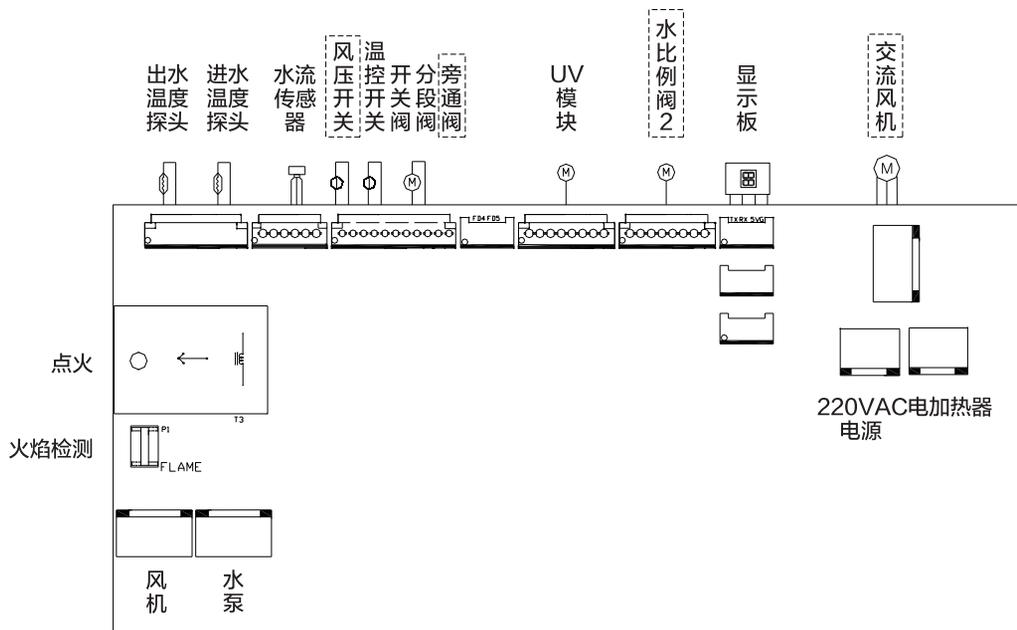 出水温度探头
进水温度探头
水流传感器
风压开关
温控开关
开关阀
分段阀
旁通阀
UV模块
水比例阀2
显示板
交流风机
FD4 FD5
TX RX 5VG
点火
T3
火焰检测
P1
FLAME
220VAC电加热器
电源
风机
水泵
M
M
M
M